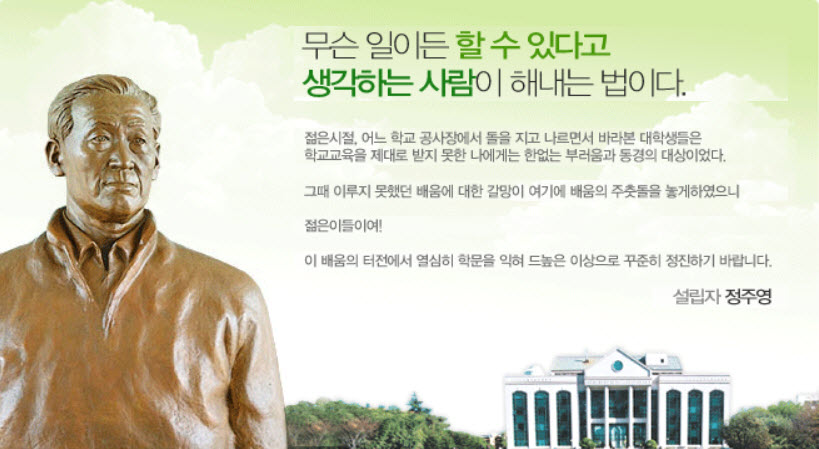 무슨 일이든 할 수 있다고
생각하는 사람이 해내는 법이다.
젊은시절, 어느 학교 공사장에서 돌을 지고 나르면서 바라본 대학생들은
학교교육을 제대로 받지 못한 나에게는 한없는 부러움과 동경의 대상이었다.
그때 이루지 못했던 배움에 대한 갈망이 여기에 배움의 주춧돌을 놓게하였으니
젊은이들이여!
이 배움의 터전에서 열심히 학문을 익혀 드높은 이상으로 꾸준히 정진하기 바랍니다.
설립자 정주영